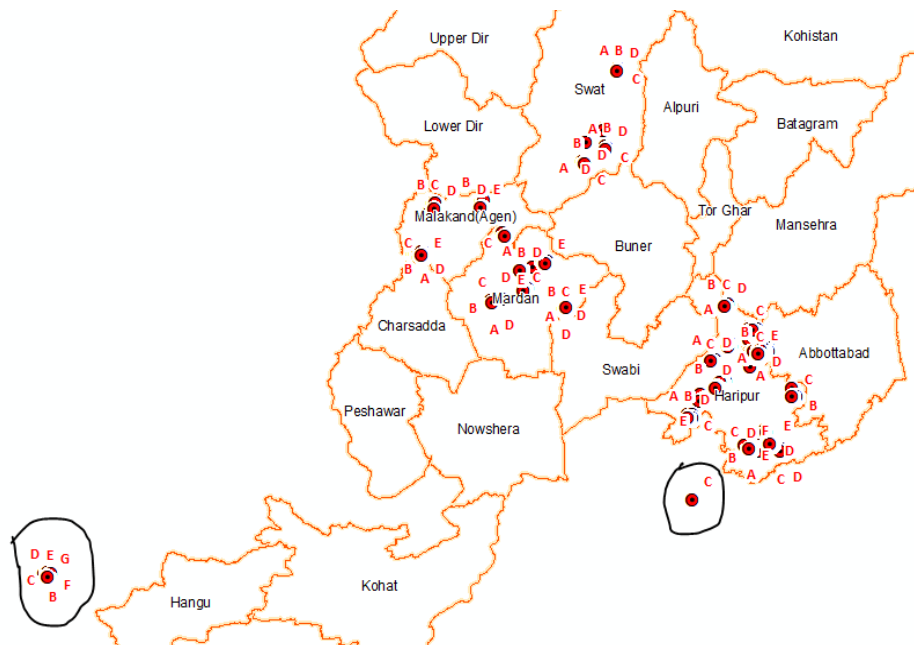 Upper Dir
Kohistan
A B D
C
Swat
Alpuri
Batagram
Lower Dir
A B D
B D
A D C
C
B C D B D E
Malakand(Agen)
Tor Ghar
Mansehra
Buner
C A B D E
C E
B A D
C D E C
Mardan
B A D
B C E
A D
D
Charsadda
B C D
A
C
B C E
A D
A
A C D
B D
Abbottabad
Swabi
Haripur
C
B
A B D
E C
Peshawar
Nowshera
C D E E
B E D
A C D
C
D E G
C F
B
Hangu
Kohat